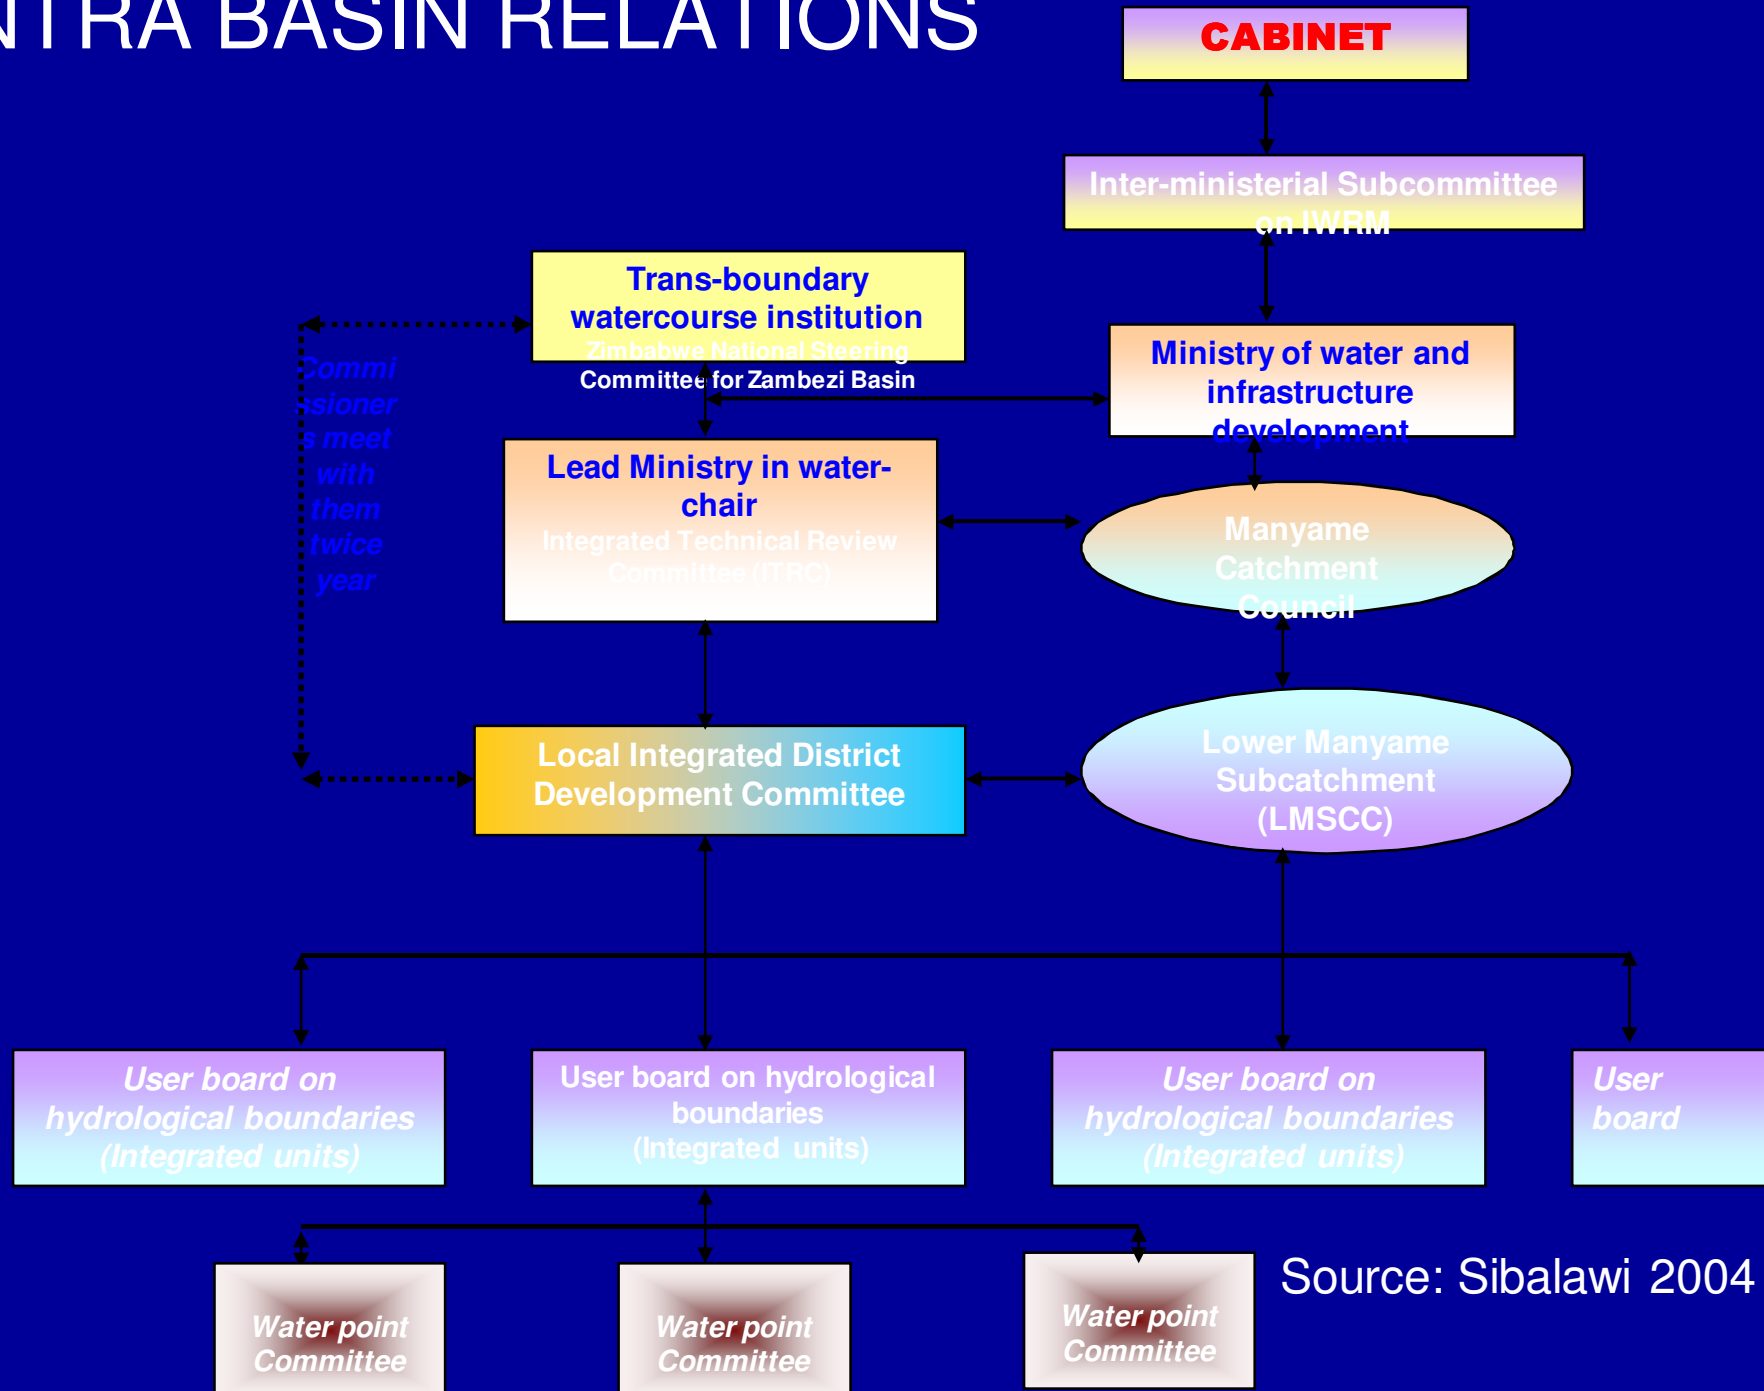 NTRA BASIN RELATIONS
CABINET
Inter-ministerial Subcommittee
on IWRM
Trans-boundary
watercourse institution
Zimbabwe National Steering
Committee for Zambezi Basin
Ministry of water and
infrastructure
development
Commi
ssioner
s meet
with
them
twice
year
Lead Ministry in water-
chair
Integrated Technical Review
Committee (ITRC)
Manyame
Catchment
Council
Local Integrated District
Development Committee
Lower Manyame
Subcatchment
(LMSCC)
User board on
hydrological boundaries
(Integrated units)
User board on hydrological
boundaries
(Integrated units)
User board on
hydrological boundaries
(Integrated units)
User
board
Water point
Committee
Water point
Committee
Water point
Committee
Source: Sibalawi 2004